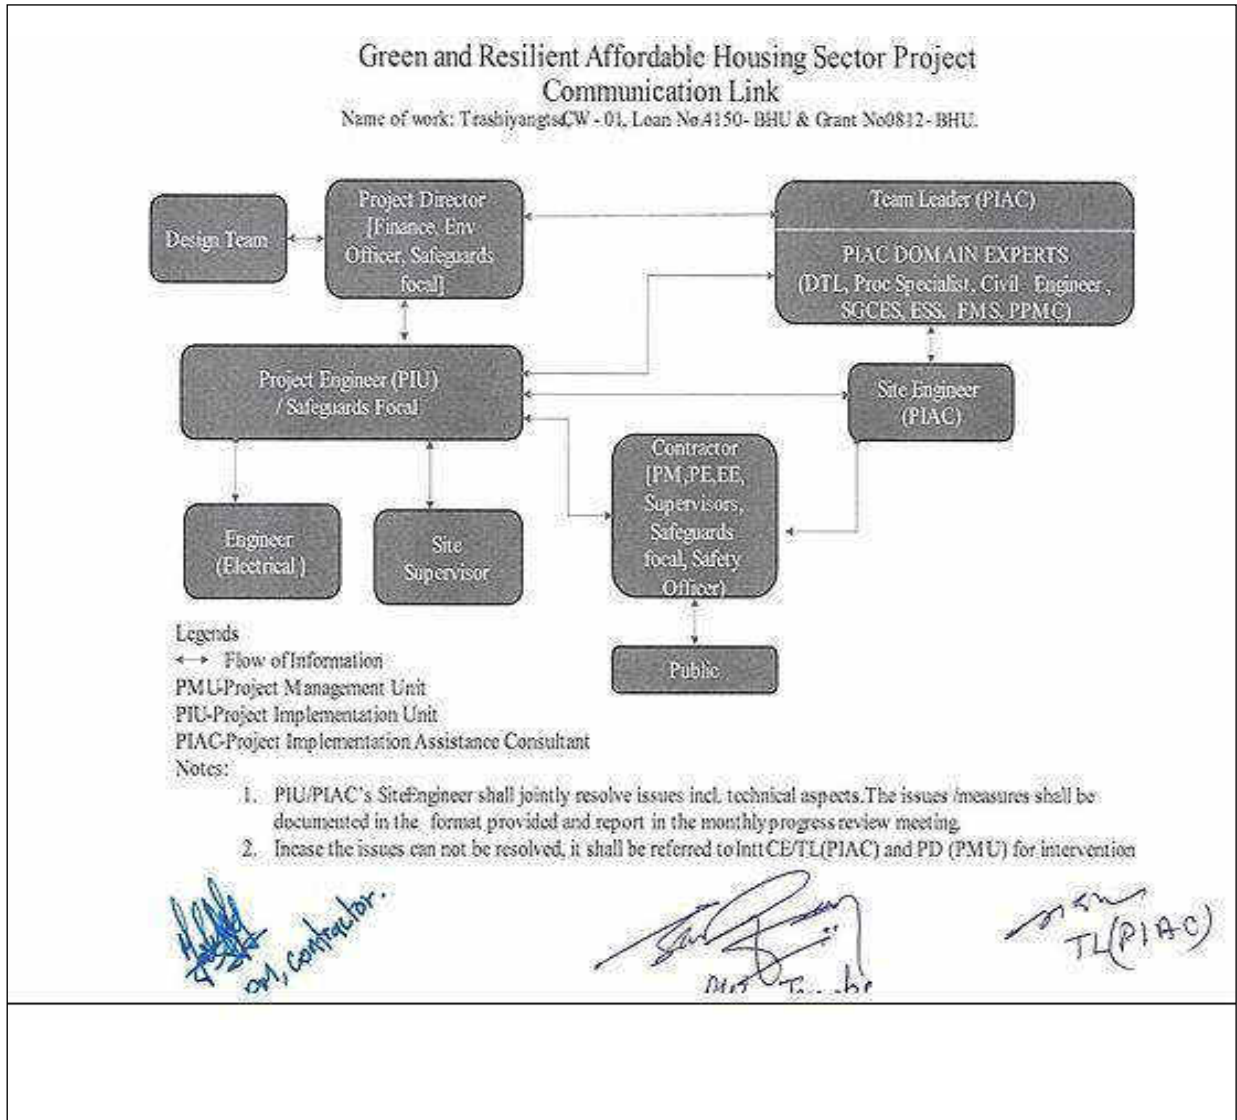 Green and Resilient Affordable Housing Sector Project
Communication Link
Name of work: Trashiyangtse,CW - 01, Loan No.4150- BHU & Grant No0812- BHU.
Design Team
Project Director
[Finance, Env
Officer, Safeguards
focal]
Team Leader (PIAC)
PIAC DOMAIN EXPERTS
(DTL, Proc Specialist, Civil Engineer,
SGCES, ESS, FMS, PPMC)
Project Engineer (PIU)
/ Safeguards Focal
Site Engineer
(PIAC)
Contractor
[PM,PE,EE,
Supervisors,
Safeguards
focal, Safety
Officer)
Engineer
(Electrical )
Site
Supervisor
Public
Legends
Flow of Information
PMU-Project Management Unit
PIU-Project Implementation Unit
PIAC-Project Implementation Assistance Consultant
Notes:
1. PIU/PIAC's SiteEngineer shall jointly resolve issues incl. technical aspects.The issues /measures shall be
documented in the format provided and report in the monthly progress review meeting.
2. Incase the issues can not be resolved, it shall be referred to Intl CE/TL(PIAC) and PD (PMU) for intervention
PM, Contractor.
TL(PIAC)